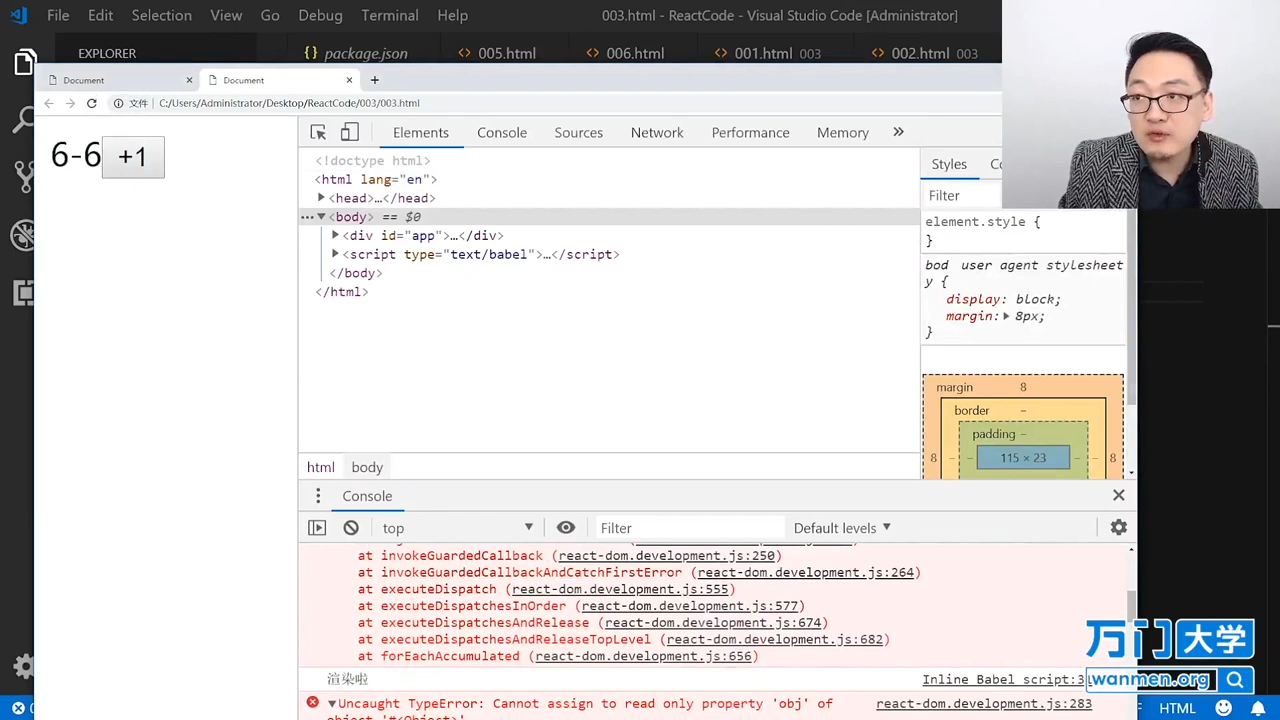 File Edit Selection View Go Debug Terminal Help 003.html - ReactCode - Visual Studio Code [Administrator]
EXPLORER package.json 005.html 006.html 001.html 003 002.html 003
Document Document
文件 C:/Users/Administrator/Desktop/ReactCode/003/003.html
6-6 +1
Elements Console Sources Network Performance Memory »
<!doctype html>
<html lang="en">
<head>…</head>
<body> == $0
<div id="app">…</div>
<script type="text/babel">…</script>
</body>
</html>
Styles
Filter
element.style {
}
bod user agent stylesheet
y {
display: block;
margin: 8px;
}
margin 8
border –
padding –
8 – – 115 × 23 – – 8
html body
Console
top Filter Default levels
at invokeGuardedCallback (react-dom.development.js:250)
at invokeGuardedCallbackAndCatchFirstError (react-dom.development.js:264)
at executeDispatch (react-dom.development.js:555)
at executeDispatchesInOrder (react-dom.development.js:577)
at executeDispatchesAndRelease (react-dom.development.js:674)
at executeDispatchesAndReleaseTopLevel (react-dom.development.js:682)
at forEachAccumulated (react-dom.development.js:656)
渲染啦 Inline Babel script:3
Uncaught TypeError: Cannot assign to read only property 'obj' of react-dom.development.js:283
object '#<Object>'
万门大学
wanmen.org
HTML